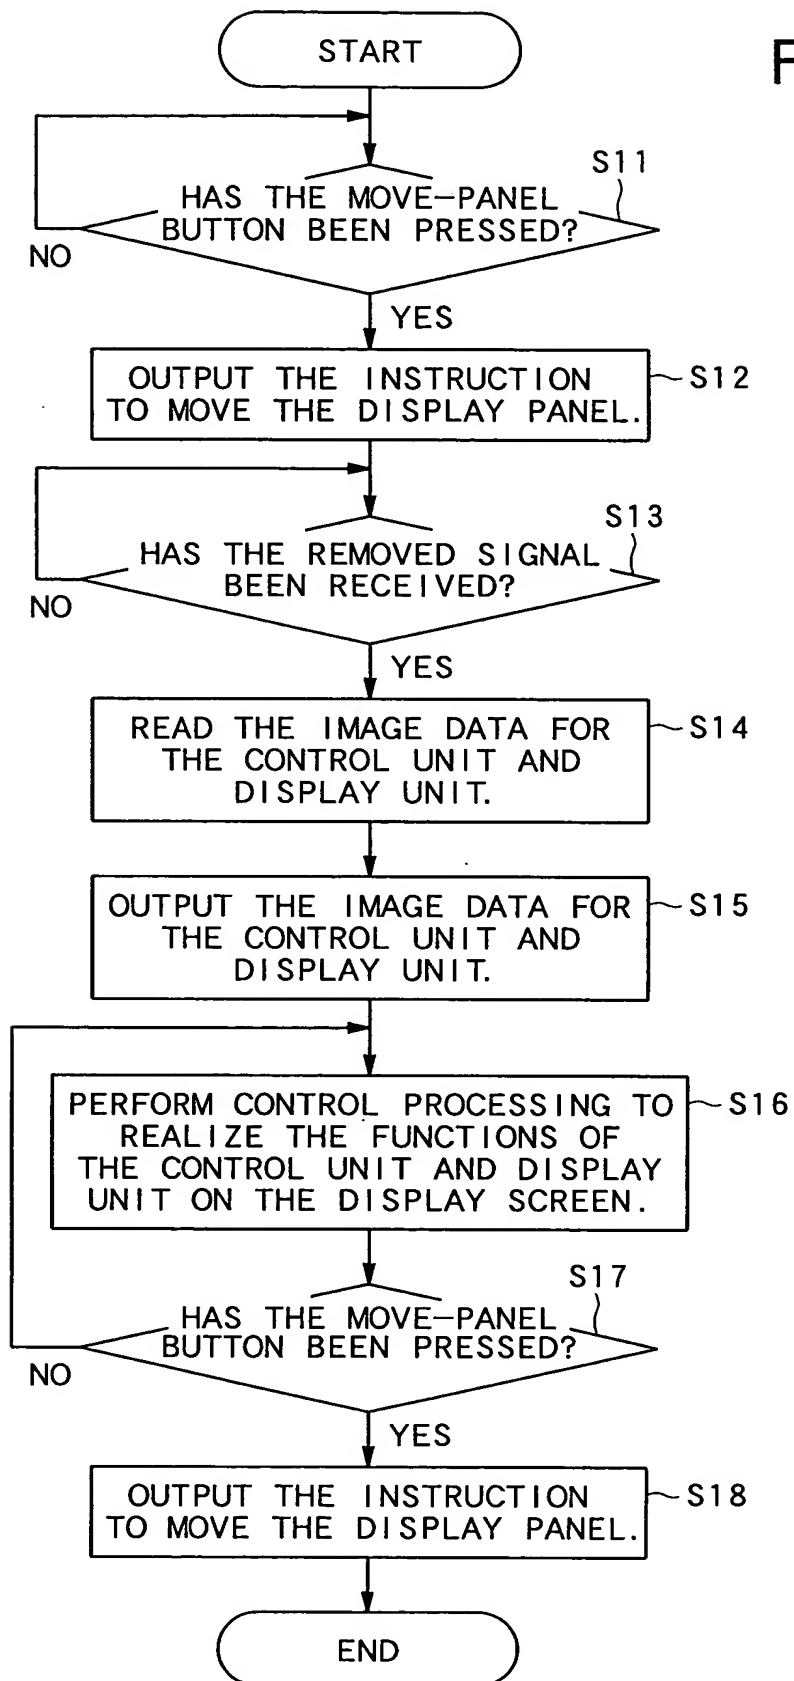 START
F
S11
HAS THE MOVE-PANEL
BUTTON BEEN PRESSED?
NO
YES
OUTPUT THE INSTRUCTION
TO MOVE THE DISPLAY PANEL.
S12
S13
HAS THE REMOVED SIGNAL
BEEN RECEIVED?
NO
YES
READ THE IMAGE DATA FOR
THE CONTROL UNIT AND
DISPLAY UNIT.
S14
OUTPUT THE IMAGE DATA FOR
THE CONTROL UNIT AND
DISPLAY UNIT.
S15
PERFORM CONTROL PROCESSING TO
REALIZE THE FUNCTIONS OF
THE CONTROL UNIT AND DISPLAY
UNIT ON THE DISPLAY SCREEN.
S16
S17
HAS THE MOVE-PANEL
BUTTON BEEN PRESSED?
NO
YES
OUTPUT THE INSTRUCTION
TO MOVE THE DISPLAY PANEL.
S18
END